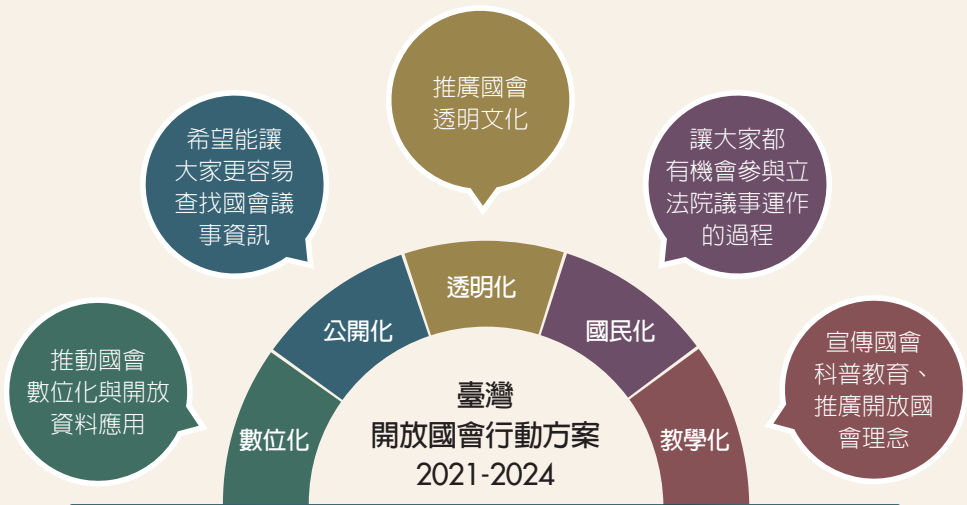 推廣國會
透明文化
希望能讓
大家更容易
查找國會議
事資訊
讓大家都
有機會參與立
法院議事運作
的過程
透明化
公開化
國民化
推動國會
數位化與開放
資料應用
宣傳國會
科普教育、
推廣開放國
會理念
數位化
教學化
臺灣
開放國會行動方案
2021-2024